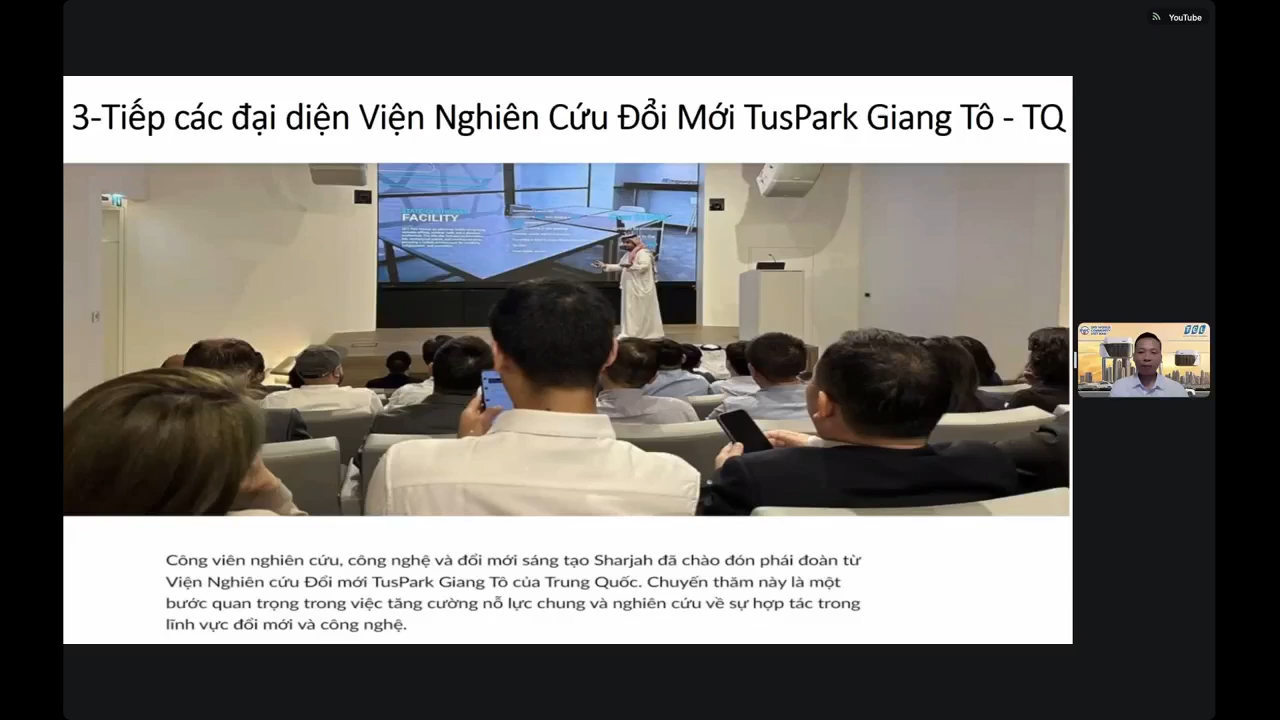 YouTube
3-Tiếp các đại diện Viện Nghiên Cứu Đổi Mới TusPark Giang Tô - TQ
FACILITY
Công viên nghiên cứu, công nghệ và đổi mới sáng tạo Sharjah đã chào đón phái đoàn từ
Viện Nghiên cứu Đổi mới TusPark Giang Tô của Trung Quốc. Chuyến thăm này là một
bước quan trọng trong việc tăng cường nỗ lực chung và nghiên cứu về sự hợp tác trong
lĩnh vực đổi mới và công nghệ.